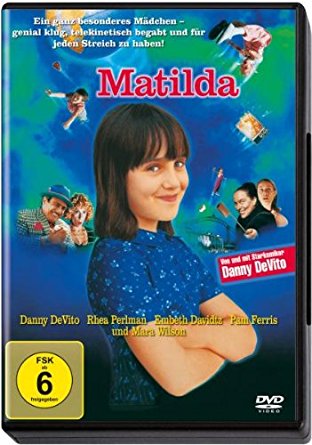 Ein ganz besonderes Mädchen –
genial klug, telekinetisch begabt und für
jeden Streich zu haben!
Matilda
Von und mit Starkomiker
Danny DeVito
Danny DeVito Rhea Perlman Embeth Davidtz Pam Ferris
und Mara Wilson
FSK
ab
6
freigegeben
DVD
VIDEO